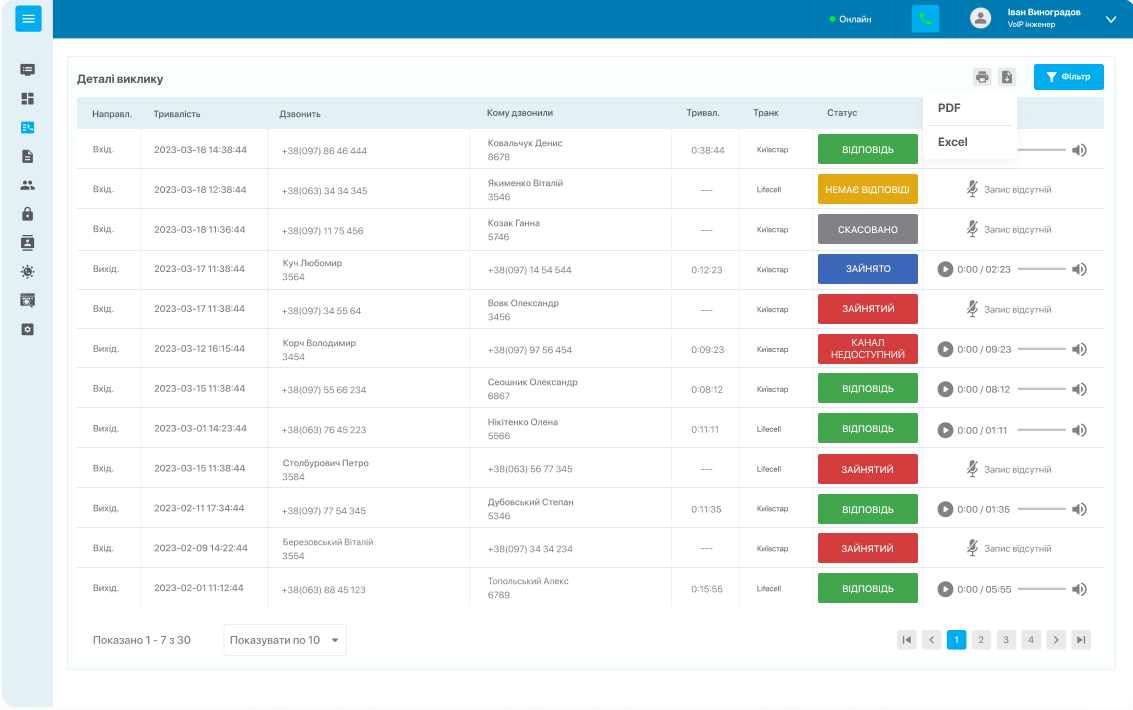 Онлайн
Іван Виноградов
VoIP інженер
Деталі виклику
Фільтр
PDF
Excel
Направл. Тривалість Дзвонить Кому дзвонили Тривал. Транк Статус
Вхід. 2023-03-18 14:38:44 +38(097) 86 46 444 Ковальчук Денис 0:38:44 Київстар ВІДПОВІДЬ
8678
Вхід. 2023-03-18 12:38:44 +38(063) 34 34 345 Якименко Віталій --- Lifecell НЕМАЄ ВІДПОВІДІ Запис відсутній
3546
Вхід. 2023-03-18 11:36:44 +38(097) 11 75 456 Козак Ганна --- Київстар СКАСОВАНО Запис відсутній
5746
Вихід. 2023-03-17 11:38:44 Куч Любомир +38(097) 14 54 544 0:12:23 Київстар ЗАЙНЯТО 0:00 / 02:23
3564
Вхід. 2023-03-17 11:38:44 +38(097) 34 55 64 Вовк Олександр --- Київстар ЗАЙНЯТИЙ Запис відсутній
3456
Вихід. 2023-03-12 16:15:44 Корч Володимир +38(097) 97 56 454 0:09:23 Київстар КАНАЛ НЕДОСТУПНИЙ 0:00 / 09:23
3454
Вхід. 2023-03-15 11:38:44 +38(097) 55 66 234 Сеошник Олександр 0:08:12 Київстар ВІДПОВІДЬ 0:00 / 08:12
6867
Вихід. 2023-03-01 14:23:44 +38(063) 76 45 223 Нікітенко Олена 0:11:11 Lifecell ВІДПОВІДЬ 0:00 / 01:11
5566
Вхід. 2023-03-15 11:38:44 Столбурович Петро +38(063) 56 77 345 --- Lifecell ЗАЙНЯТИЙ Запис відсутній
3584
Вихід. 2023-02-11 17:34:44 +38(097) 77 54 345 Дубовський Степан 0:11:35 Київстар ВІДПОВІДЬ 0:00 / 01:35
5346
Вхід. 2023-02-09 14:22:44 Березовський Віталій +38(097) 34 34 234 --- Київстар ЗАЙНЯТИЙ Запис відсутній
3554
Вихід. 2023-02-01 11:12:44 +38(063) 88 45 123 Топольський Алекс 0:15:55 Lifecell ВІДПОВІДЬ 0:00 / 05:55
6789
Показано 1 - 7 з 30 Показувати по 10 1 2 3 4